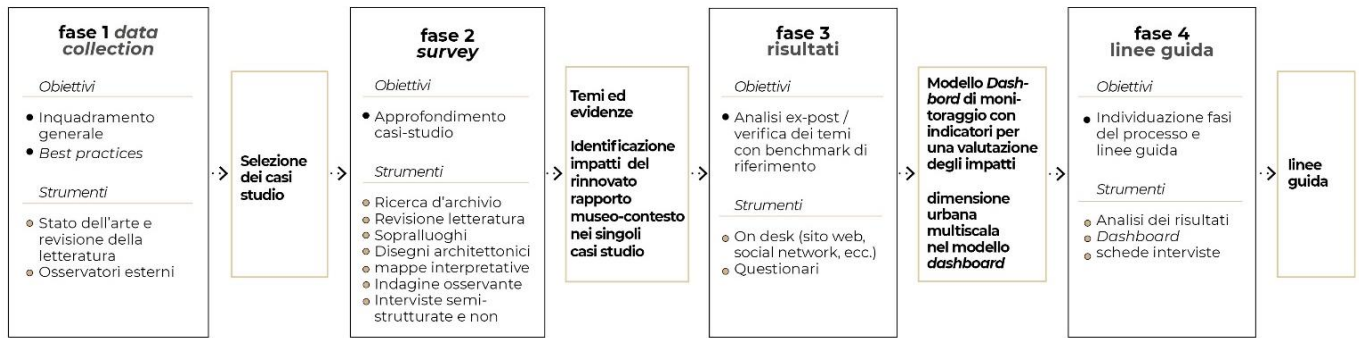 fase 1 data
collection
Obiettivi
Inquadramento
generale
Best practices
Strumenti
Stato dell'arte e
revisione della
letteratura
Osservatori esterni
Selezione
dei casi
studio
fase 2
survey
Obiettivi
Approfondimento
casi-studio
Strumenti
Ricerca d'archivio
Revisione letteratura
Sopralluoghi
Disegni architettonici
mappe interpretative
Indagine osservante
Interviste semi-
strutturate e non
Temi ed
evidenze
Identificazione
impatti del
rinnovato
rapporto
museo-contesto
nei singoli
casi studio
fase 3
risultati
Obiettivi
Analisi ex-post /
verifica dei temi
con benchmark di
riferimento
Strumenti
On desk (sito web,
social network, ecc.)
Questionari
Modello Dash-
bord di moni-
toraggio con
indicatori per
una valutazione
degli impatti
dimensione
urbana
multiscala
nel modello
dashboard
fase 4
linee guida
Obiettivi
Individuazione fasi
del processo e
linee guida
Strumenti
Analisi dei risultati
Dashboard
schede interviste
linee
guida